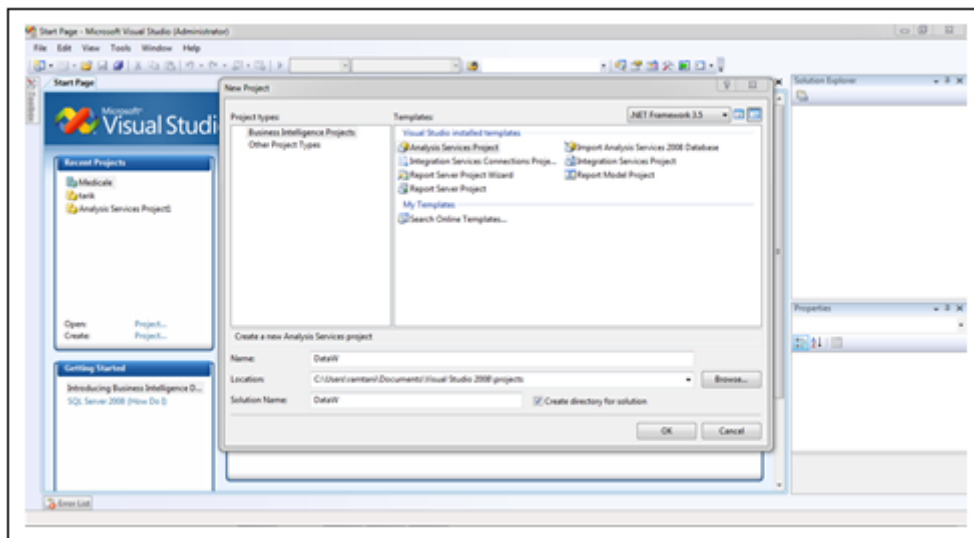 Start Page - Microsoft Visual Studio (Administrator)
File Edit View Tools Window Help
Toolbox
Start Page
Microsoft
Visual Studi
Recent Projects
Medicale
tarik
Analysis Services Project1
Open: Project...
Create: Project...
Getting Started
Introducing Business Intelligence D...
SQL Server 2008 (How Do I)
New Project
Project types:
Business Intelligence Projects
Other Project Types
Templates:
.NET Framework 3.5
Visual Studio installed templates
Analysis Services Project
Import Analysis Services 2008 Database
Integration Services Connections Proje...
Integration Services Project
Report Server Project Wizard
Report Model Project
Report Server Project
My Templates
Search Online Templates...
Create a new Analysis Services project
Name: DataW
Location: C:\Users\ramtani\Documents\Visual Studio 2008\projects
Browse...
Solution Name: DataW
Create directory for solution
OK Cancel
Solution Explorer
Properties
Error List